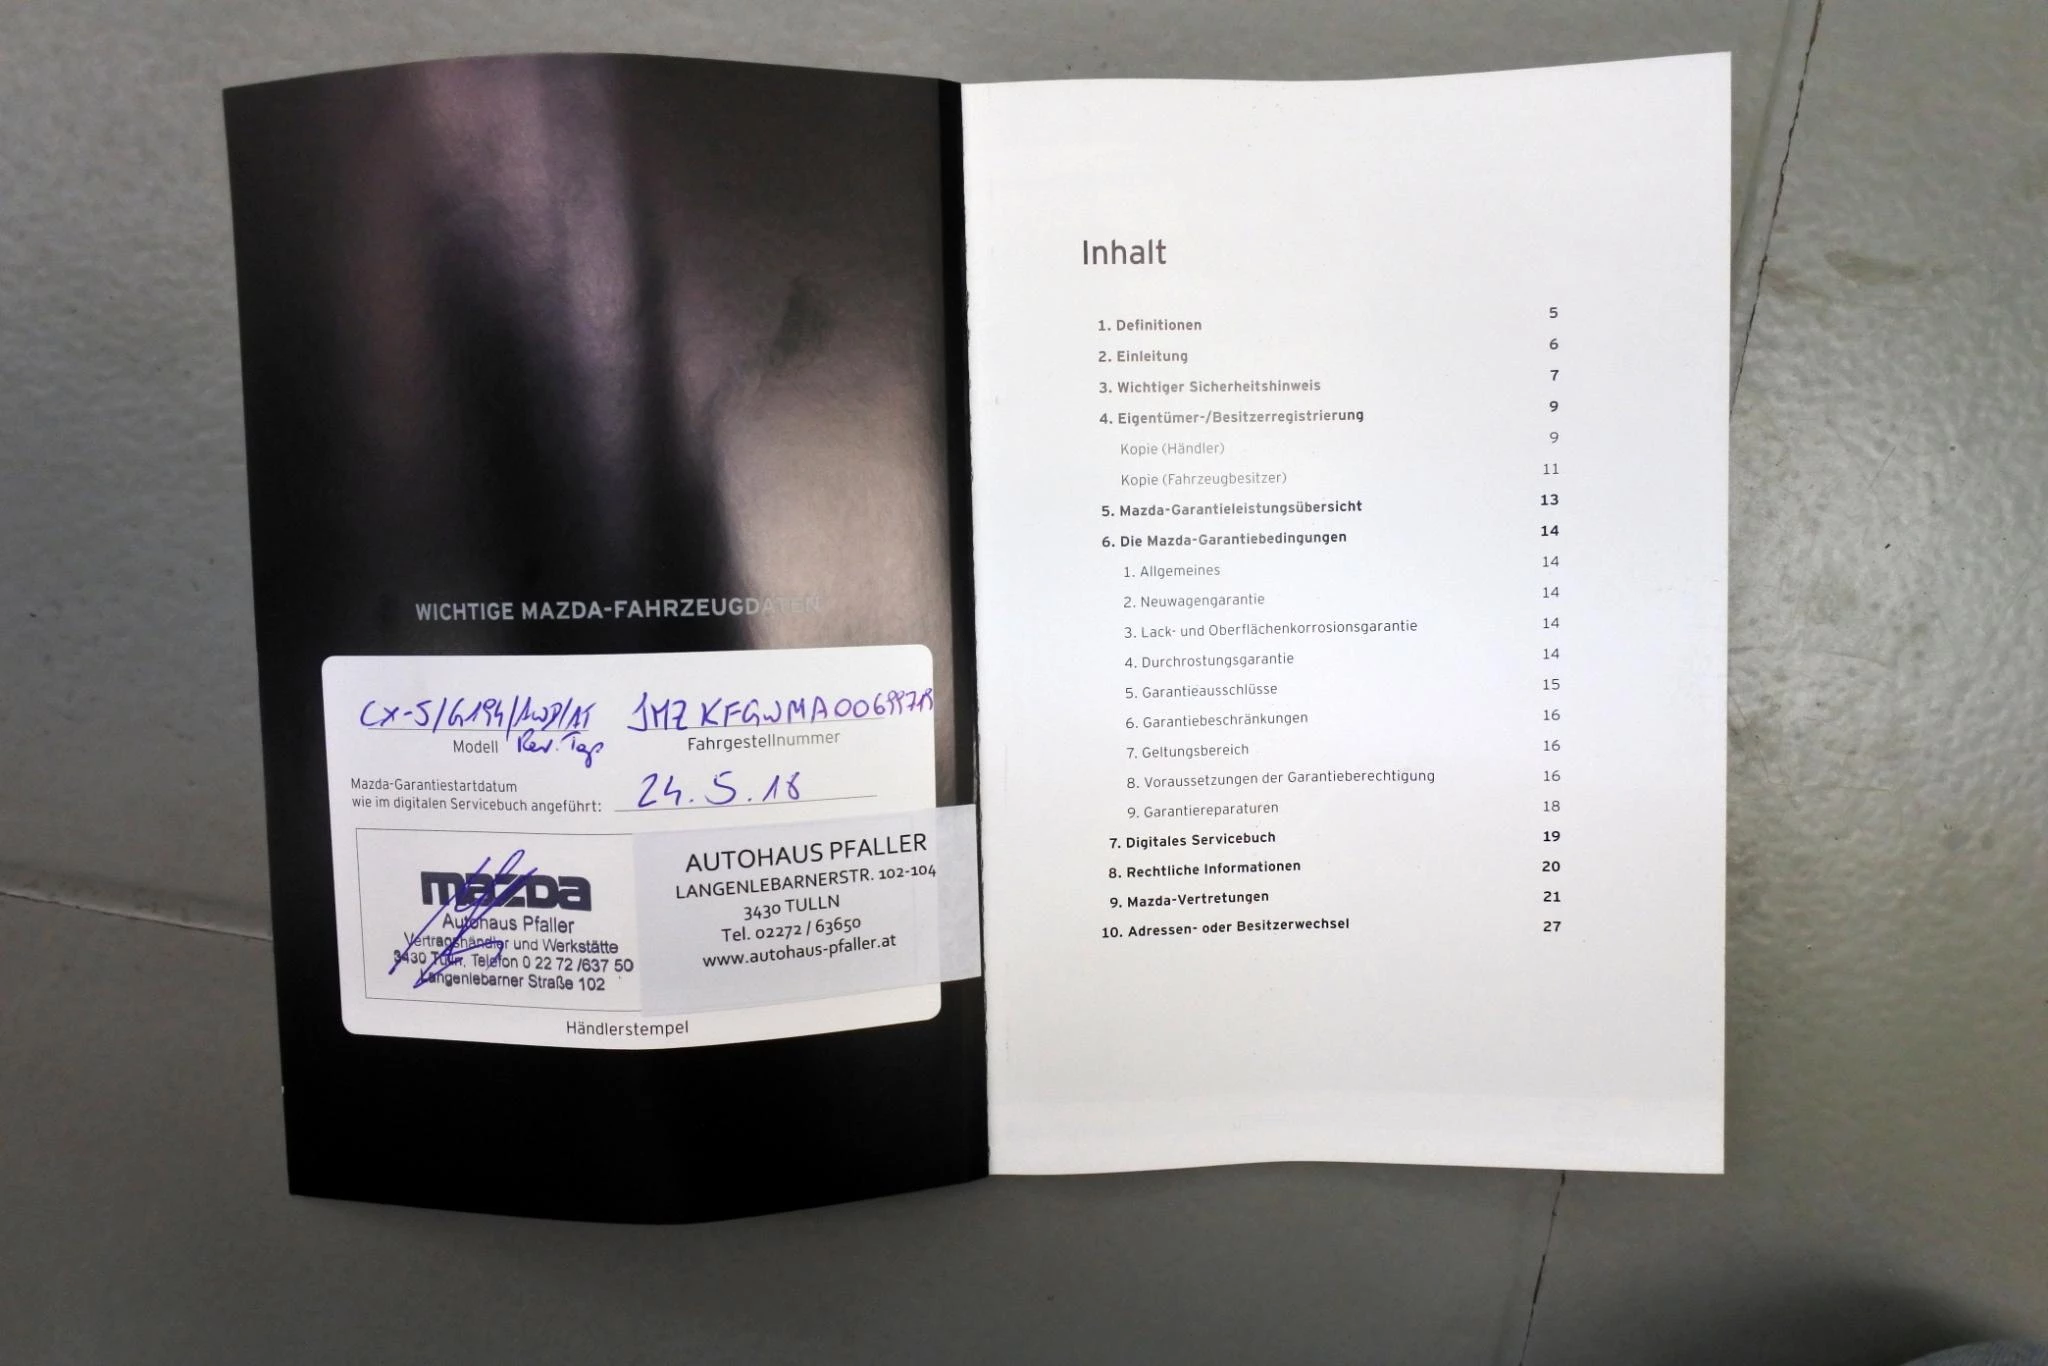 WICHTIGE MAZDA-FAHRZEUGDATEN
CX-5/G194/AWD/AT
Rev. Top
Modell
Fahrgestellnummer
Mazda-Garantiestartdatum
wie im digitalen Servicebuch angeführt:
24.5.18
mazda
Autohaus Pfaller
Vertragshändler und Werkstätte
3430 Tulln, Telefon 0 22 72 /637 50
Langenlebarner Straße 102
AUTOHAUS PFALLER
LANGENLEBARNERSTR. 102-104
3430 TULLN
Tel. 02272 / 63650
www.autohaus-pfaller.at
Händlerstempel
Inhalt
1. Definitionen 5
2. Einleitung 6
3. Wichtiger Sicherheitshinweis 7
4. Eigentümer-/Besitzerregistrierung 9
Kopie (Händler) 9
Kopie (Fahrzeugbesitzer) 11
5. Mazda-Garantieleistungsübersicht 13
6. Die Mazda-Garantiebedingungen 14
1. Allgemeines 14
2. Neuwagengarantie 14
3. Lack- und Oberflächenkorrosionsgarantie 14
4. Durchrostungsgarantie 14
5. Garantieausschlüsse 15
6. Garantiebeschränkungen 16
7. Geltungsbereich 16
8. Voraussetzungen der Garantieberechtigung 16
9. Garantiereparaturen 18
7. Digitales Servicebuch 19
8. Rechtliche Informationen 20
9. Mazda-Vertretungen 21
10. Adressen- oder Besitzerwechsel 27